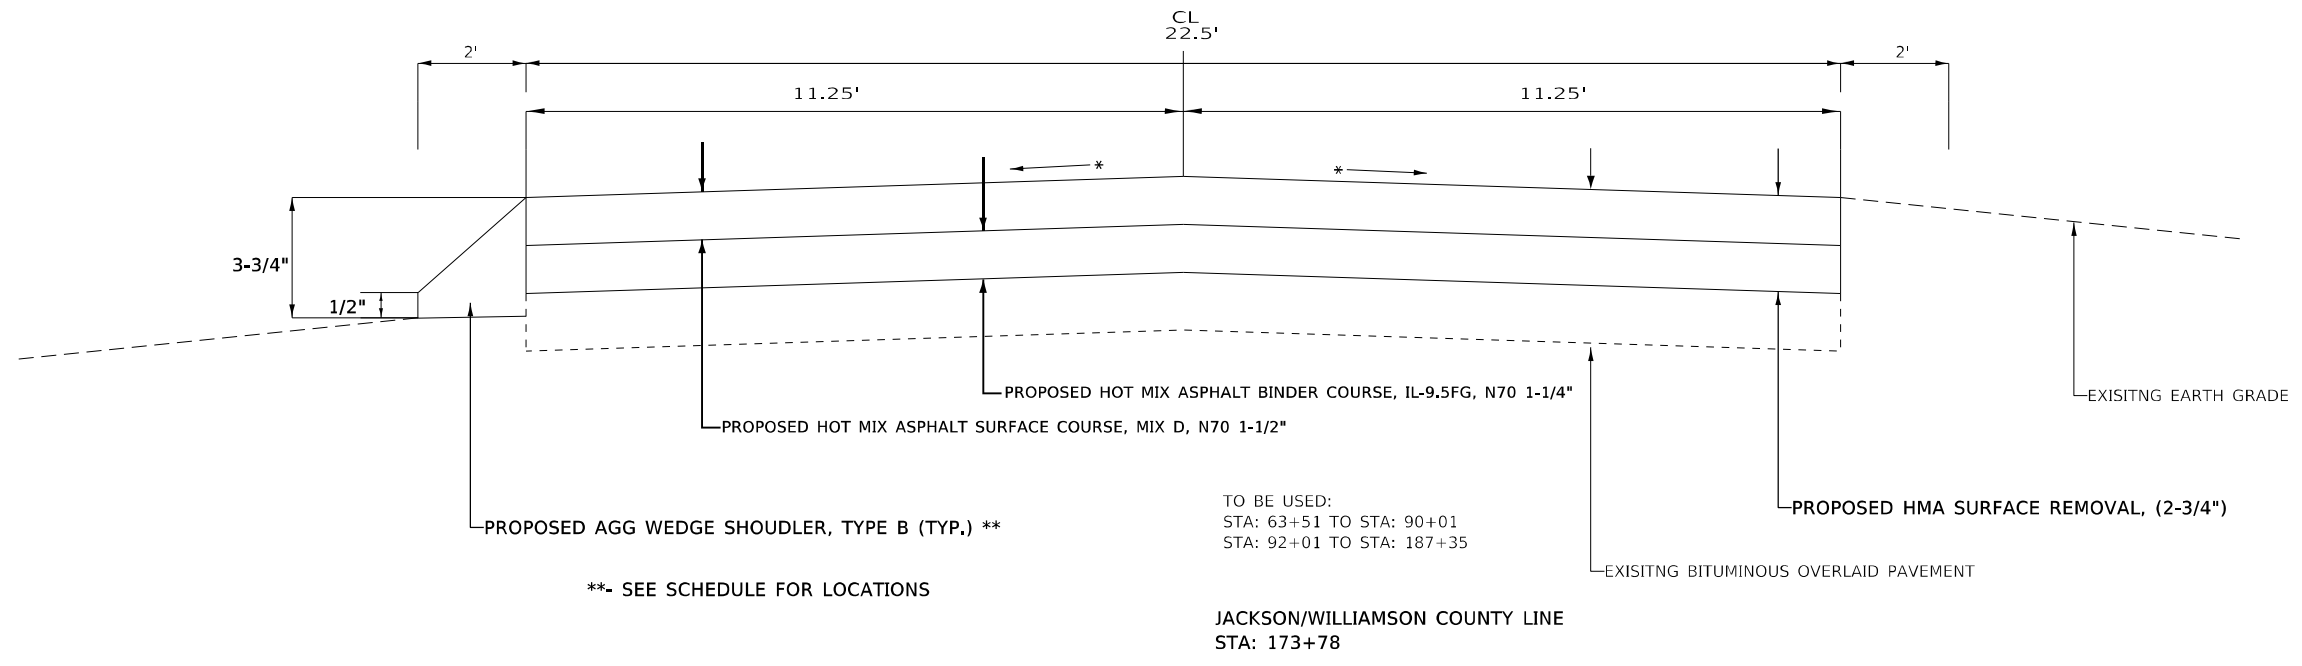 CL
22.5'
2'
2'
11.25'
11.25'
*
*
3-3/4"
1/2"
PROPOSED HOT MIX ASPHALT BINDER COURSE, IL-9.5FG, N70 1-1/4"
EXISITNG EARTH GRADE
PROPOSED HOT MIX ASPHALT SURFACE COURSE, MIX D, N70 1-1/2"
TO BE USED:
STA: 63+51 TO STA: 90+01
STA: 92+01 TO STA: 187+35
PROPOSED HMA SURFACE REMOVAL, (2-3/4")
PROPOSED AGG WEDGE SHOUDLER, TYPE B (TYP.) **
EXISITNG BITUMINOUS OVERLAID PAVEMENT
**- SEE SCHEDULE FOR LOCATIONS
JACKSON/WILLIAMSON COUNTY LINE
STA: 173+78